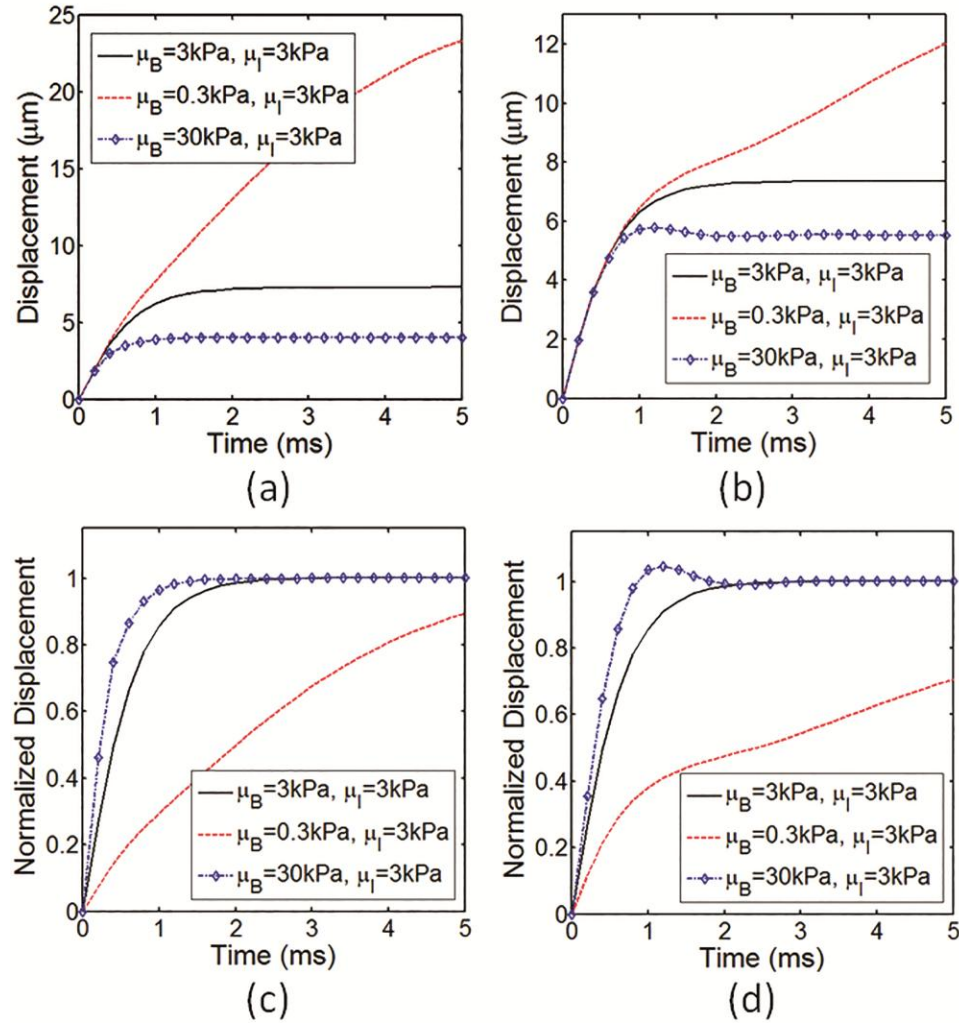 25
20
15
10
5
0
Displacement (μm)
μB=3kPa, μI=3kPa
μB=0.3kPa, μI=3kPa
μB=30kPa, μI=3kPa
0 1 2 3 4 5
Time (ms)
(a)
12
10
8
6
4
2
0
Displacement (μm)
μB=3kPa, μI=3kPa
μB=0.3kPa, μI=3kPa
μB=30kPa, μI=3kPa
0 1 2 3 4 5
Time (ms)
(b)
1
0.8
0.6
0.4
0.2
0
Normalized Displacement
μB=3kPa, μI=3kPa
μB=0.3kPa, μI=3kPa
μB=30kPa, μI=3kPa
0 1 2 3 4 5
Time (ms)
(c)
1
0.8
0.6
0.4
0.2
0
Normalized Displacement
μB=3kPa, μI=3kPa
μB=0.3kPa, μI=3kPa
μB=30kPa, μI=3kPa
0 1 2 3 4 5
Time (ms)
(d)